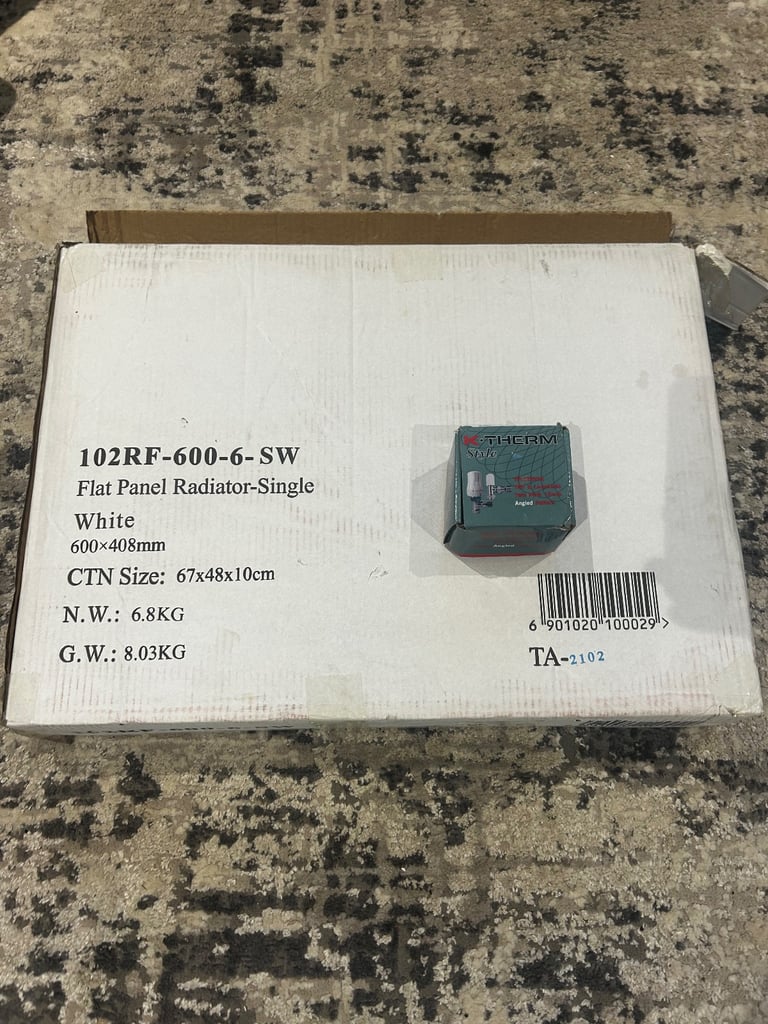 102RF-600-6-SW
Flat Panel Radiator-Single
White
600×408mm
CTN Size: 67x48x10cm
N.W.: 6.8KG
G.W.: 8.03KG
K-THERM
Style
Angled
Angled
6 901020 100029 >
TA-2102